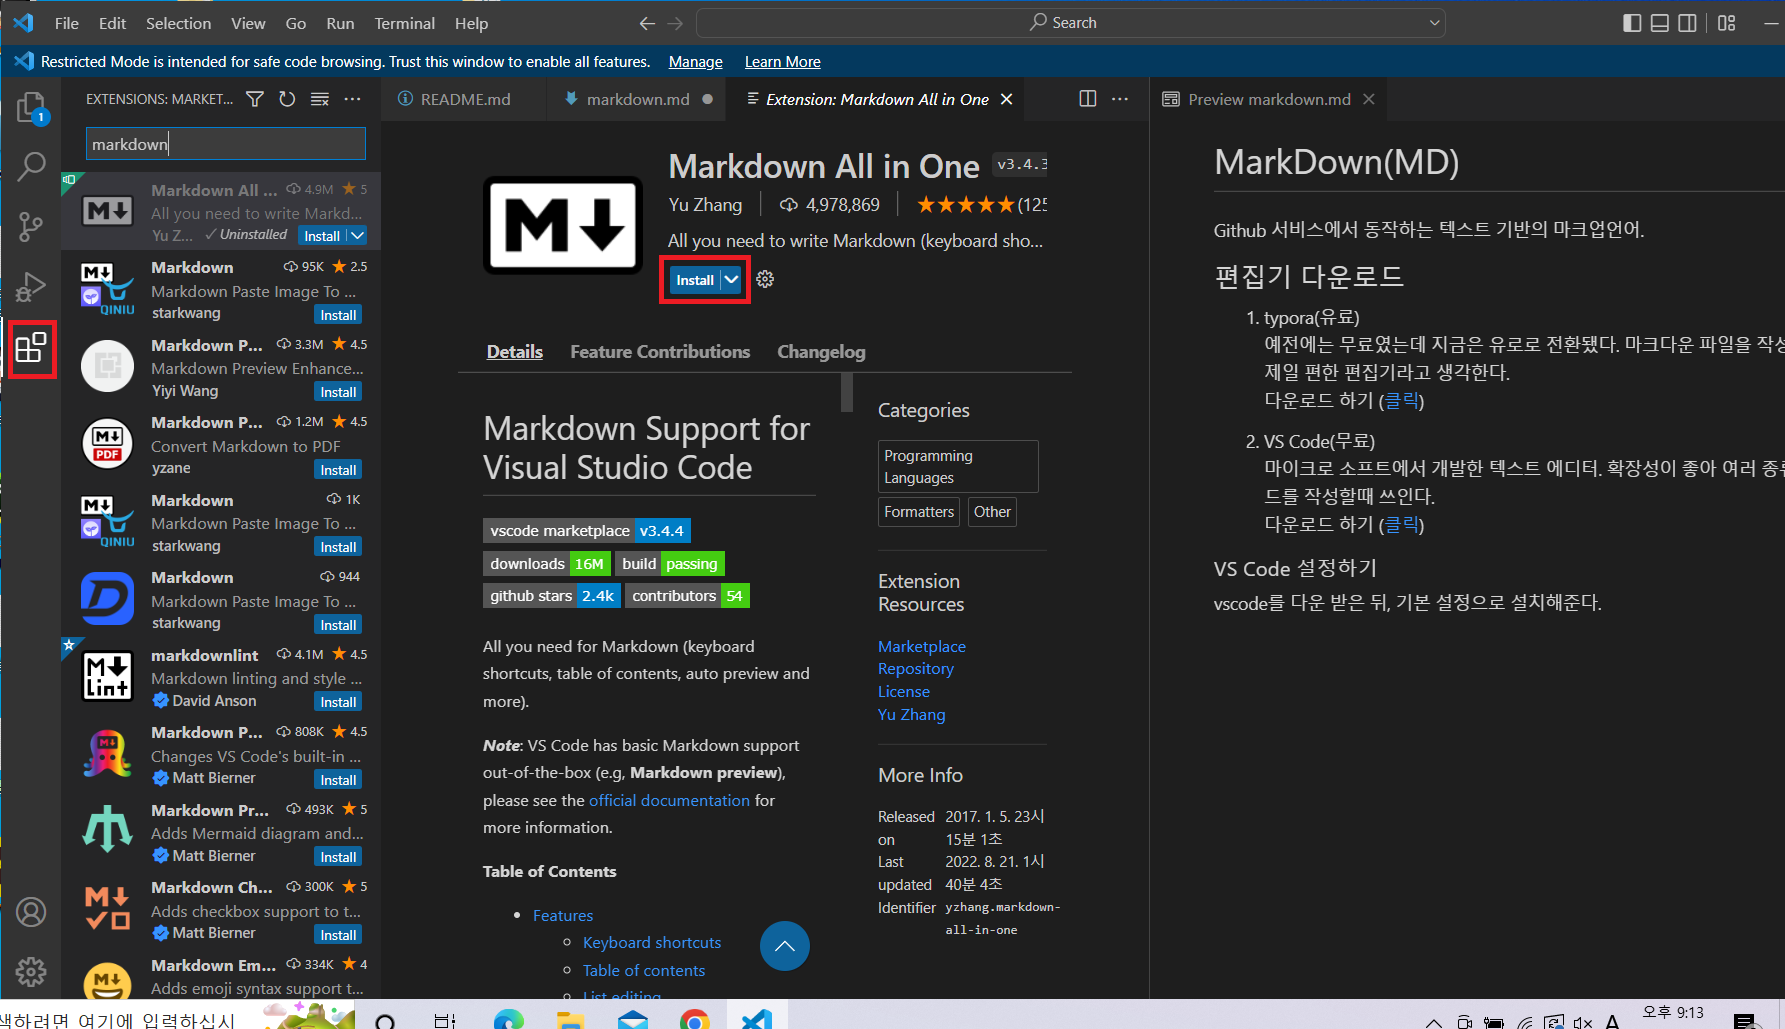 File Edit Selection View Go Run Terminal Help
Search
Restricted Mode is intended for safe code browsing. Trust this window to enable all features. Manage Learn More
1
EXTENSIONS: MARKET...
markdown
Markdown All ... 4.9M 5
All you need to write Markd...
Yu Z... Uninstalled Install
Markdown 95K 2.5
Markdown Paste Image To ...
starkwang Install
Markdown P... 3.3M 4.5
Markdown Preview Enhance...
Yiyi Wang Install
Markdown P... 1.2M 4.5
Convert Markdown to PDF
yzane Install
Markdown 1K
Markdown Paste Image To ...
starkwang Install
Markdown 944
Markdown Paste Image To ...
starkwang Install
markdownlint 4.1M 4.5
Markdown linting and style ...
David Anson Install
Markdown P... 808K 4.5
Changes VS Code's built-in ...
Matt Bierner Install
Markdown Pr... 493K 5
Adds Mermaid diagram and...
Matt Bierner Install
Markdown Ch... 300K 5
Adds checkbox support to t...
Matt Bierner Install
Markdown Em... 334K 4
Adds emoji syntax support t...
M
M
QINIU
M
PDF
M
QINIU
M
lint
M
M
M
README.md markdown.md Extension: Markdown All in One
M
Markdown All in One v3.4.3
Yu Zhang 4,978,869 (125
All you need to write Markdown (keyboard sho...
Install
Details Feature Contributions Changelog
Markdown Support for
Visual Studio Code
vscode marketplace v3.4.4
downloads 16M build passing
github stars 2.4k contributors 54
All you need for Markdown (keyboard
shortcuts, table of contents, auto preview and
more).
Note: VS Code has basic Markdown support
out-of-the-box (e.g, Markdown preview),
please see the official documentation for
more information.
Table of Contents
• Features
Keyboard shortcuts
Table of contents
List editing
Categories
Programming
Languages
Formatters Other
Extension
Resources
Marketplace
Repository
License
Yu Zhang
More Info
Released 2017. 1. 5. 23시
on 15분 1초
Last 2022. 8. 21. 1시
updated 40분 4초
Identifier yzhang.markdown-
all-in-one
Preview markdown.md
MarkDown(MD)
Github 서비스에서 동작하는 텍스트 기반의 마크업언어.
편집기 다운로드
1. typora(유료)
예전에는 무료였는데 지금은 유로로 전환됐다. 마크다운 파일을 작성
제일 편한 편집기라고 생각한다.
다운로드 하기 (클릭)
2. VS Code(무료)
마이크로 소프트에서 개발한 텍스트 에디터. 확장성이 좋아 여러 종류
드를 작성할때 쓰인다.
다운로드 하기 (클릭)
VS Code 설정하기
vscode를 다운 받은 뒤, 기본 설정으로 설치해준다.
색하려면 여기에 입력하십시
A 오후 9:13